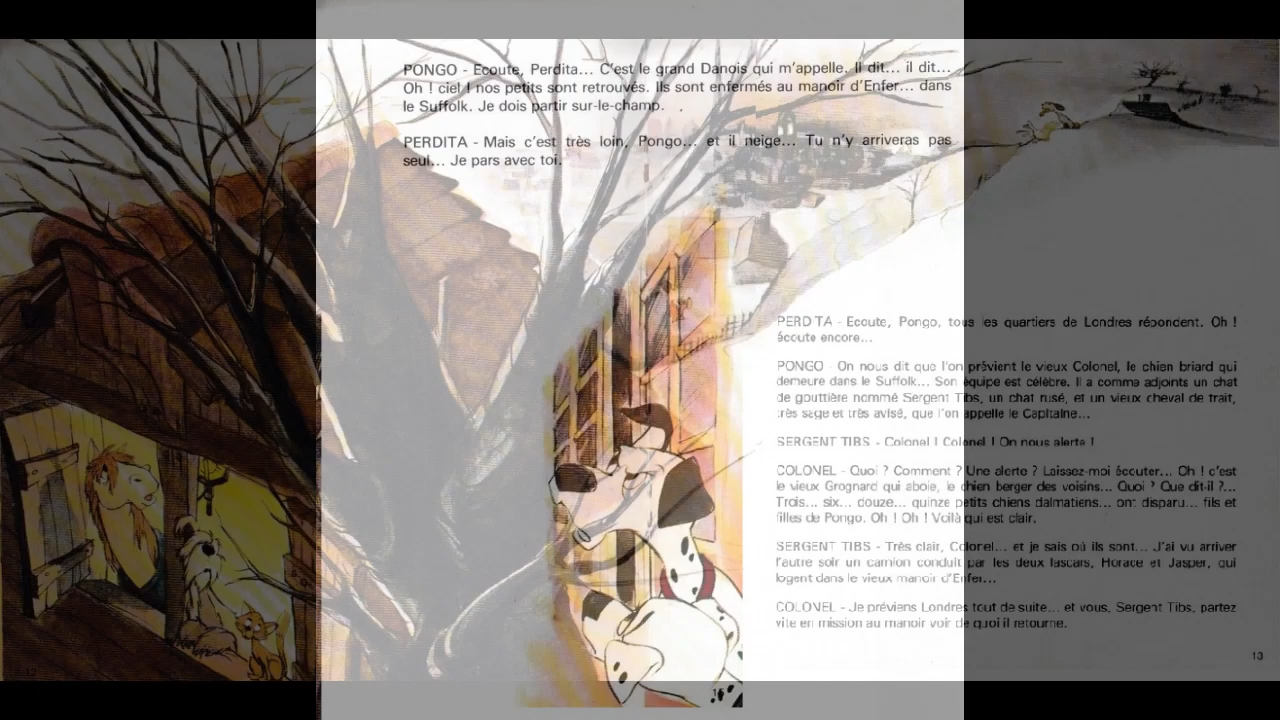 PONGO - Ecoute, Perdita... C'est le grand Danois qui m'appelle. Il dit... il dit...
Oh ! ciel ! nos petits sont retrouvés. Ils sont enfermés au manoir d'Enfer... dans
le Suffolk. Je dois partir sur-le-champ.
PERDITA - Mais c'est très loin, Pongo... et il neige... Tu n'y arriveras pas
seul... Je pars avec toi.
PERDITA - Ecoute, Pongo, tous les quartiers de Londres répondent. Oh !
écoute encore...
PONGO - On nous dit que l'on prévient le vieux Colonel, le chien briard qui
demeure dans le Suffolk... Son équipe est célèbre. Il a comme adjoints un chat
de gouttière nommé Sergent Tibs, un chat rusé, et un vieux cheval de trait,
très sage et très avisé, que l'on appelle le Capitaine...
SERGENT TIBS - Colonel ! Colonel ! On nous alerte !
COLONEL - Quoi ? Comment ? Une alerte ? Laissez-moi écouter... Oh ! c'est
le vieux Grognard qui aboie, le chien berger des voisins... Quoi ? Que dit-il ?...
Trois... six... douze... quinze petits chiens dalmatiens... ont disparu... fils et
filles de Pongo. Oh ! Oh ! Voilà qui est clair.
SERGENT TIBS - Très clair, Colonel... et je sais où ils sont... J'ai vu arriver
l'autre soir un camion conduit par les deux lascars, Horace et Jasper, qui
logent dans le vieux manoir d'Enfer...
COLONEL - Je préviens Londres tout de suite... et vous, Sergent Tibs, partez
vite en mission au manoir voir de quoi il retourne.
13
12